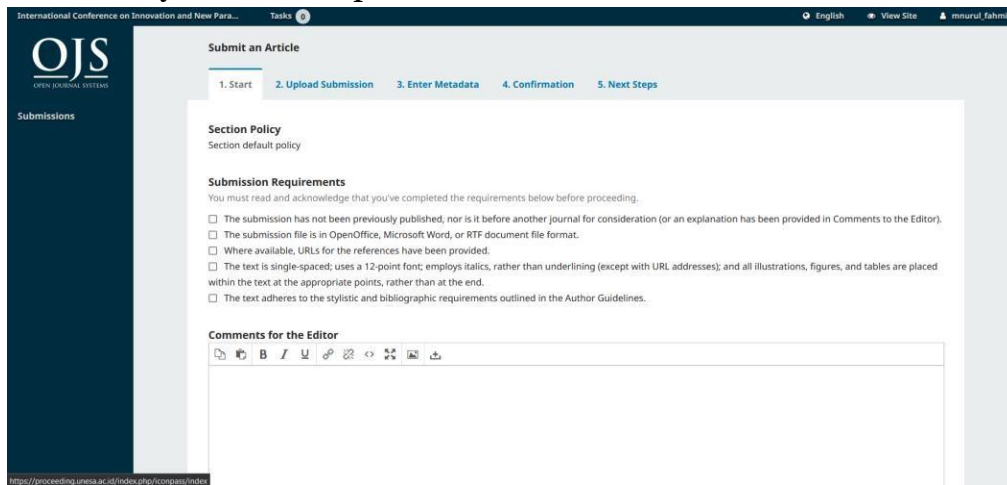 International Conference on Innovation and New Para...
Tasks 0
English
View Site
mnurul_fahmi
OJS
OPEN JOURNAL SYSTEMS
Submissions
Submit an Article
1. Start
2. Upload Submission
3. Enter Metadata
4. Confirmation
5. Next Steps
Section Policy
Section default policy
Submission Requirements
You must read and acknowledge that you've completed the requirements below before proceeding.
The submission has not been previously published, nor is it before another journal for consideration (or an explanation has been provided in Comments to the Editor).
The submission file is in OpenOffice, Microsoft Word, or RTF document file format.
Where available, URLs for the references have been provided.
The text is single-spaced; uses a 12-point font; employs italics, rather than underlining (except with URL addresses); and all illustrations, figures, and tables are placed
within the text at the appropriate points, rather than at the end.
The text adheres to the stylistic and bibliographic requirements outlined in the Author Guidelines.
Comments for the Editor
B I U
https://proceeding.unesa.ac.id/index.php/iconpass/index